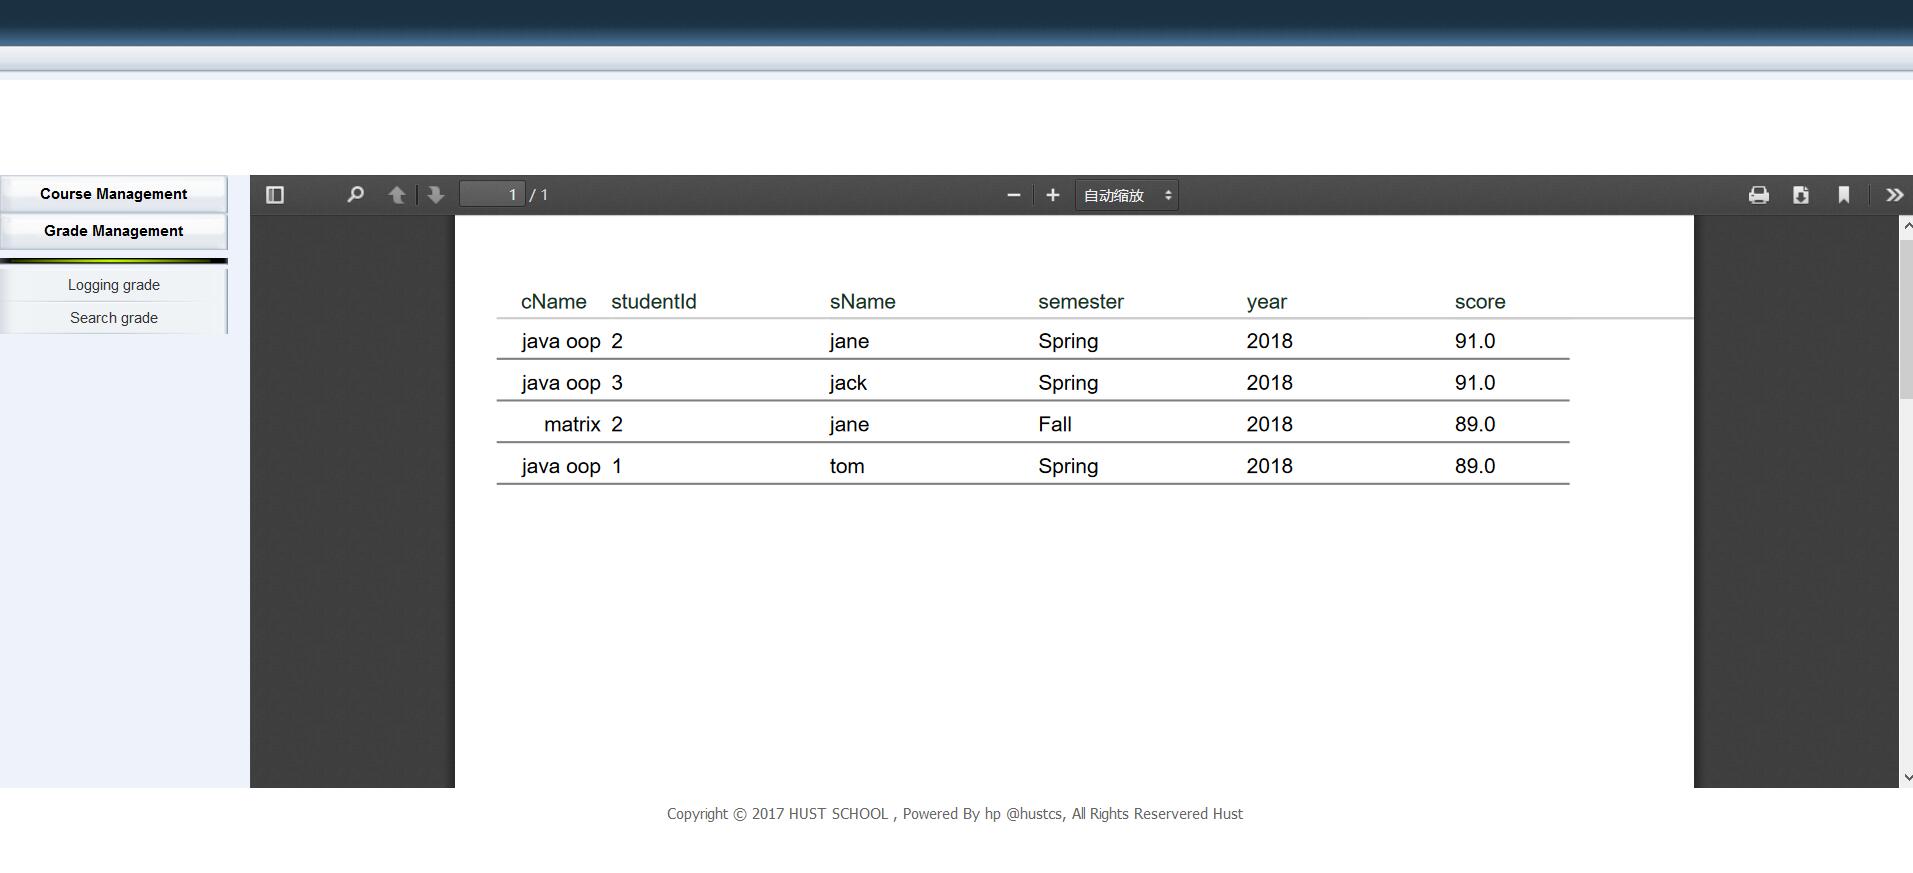 Course Management
Grade Management
Logging grade
Search grade
1 / 1
自动缩放
cName studentId sName semester year score
java oop 2 jane Spring 2018 91.0
java oop 3 jack Spring 2018 91.0
matrix 2 jane Fall 2018 89.0
java oop 1 tom Spring 2018 89.0
Copyright © 2017 HUST SCHOOL , Powered By hp @hustcs, All Rights Reservered Hust